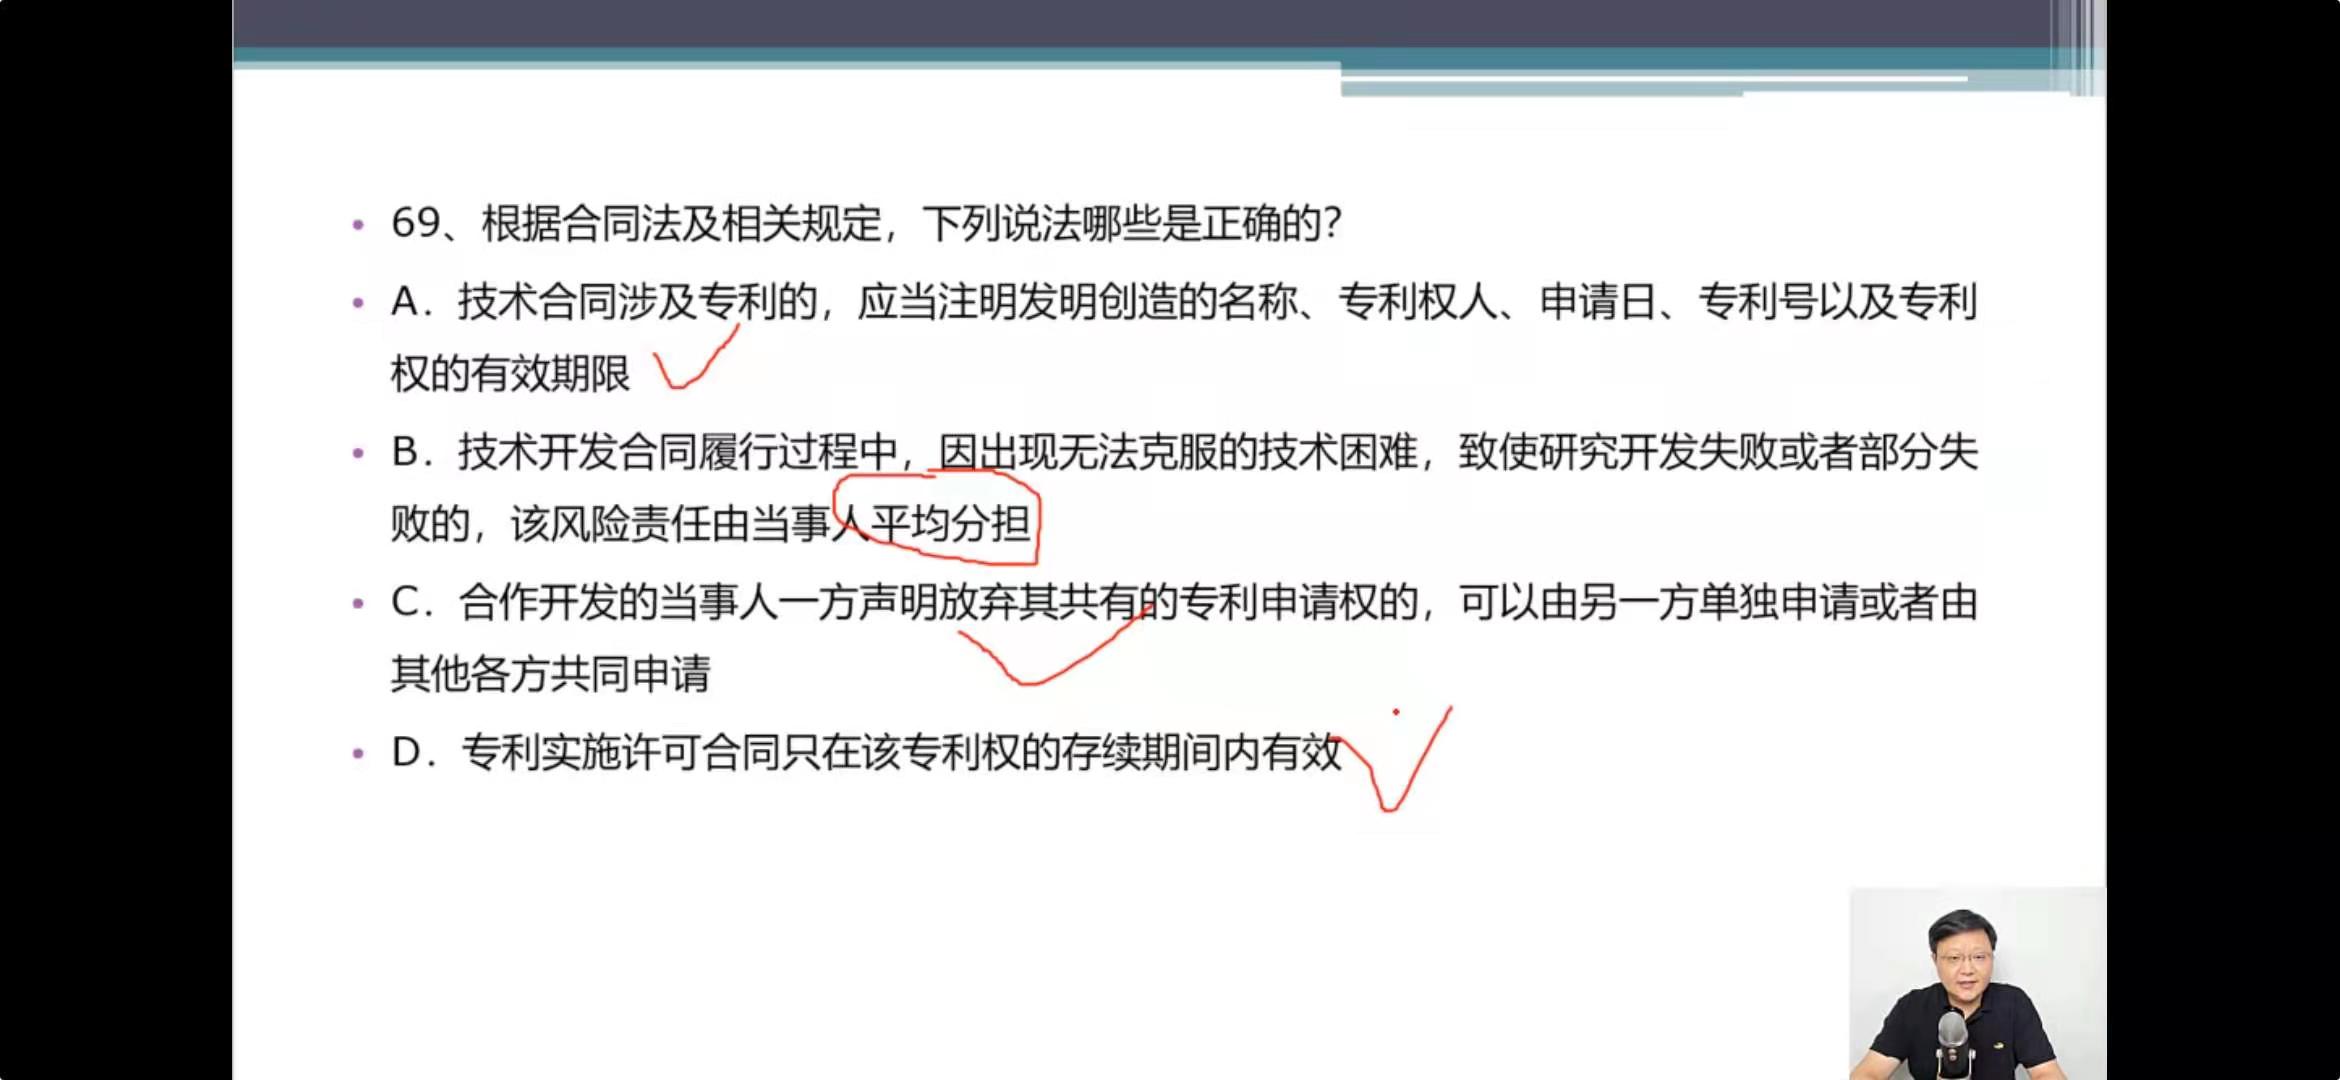 69、根据合同法及相关规定，下列说法哪些是正确的?
A．技术合同涉及专利的，应当注明发明创造的名称、专利权人、申请日、专利号以及专利
权的有效期限
B．技术开发合同履行过程中，因出现无法克服的技术困难，致使研究开发失败或者部分失
败的，该风险责任由当事人平均分担
C．合作开发的当事人一方声明放弃其共有的专利申请权的，可以由另一方单独申请或者由
其他各方共同申请
D．专利实施许可合同只在该专利权的存续期间内有效